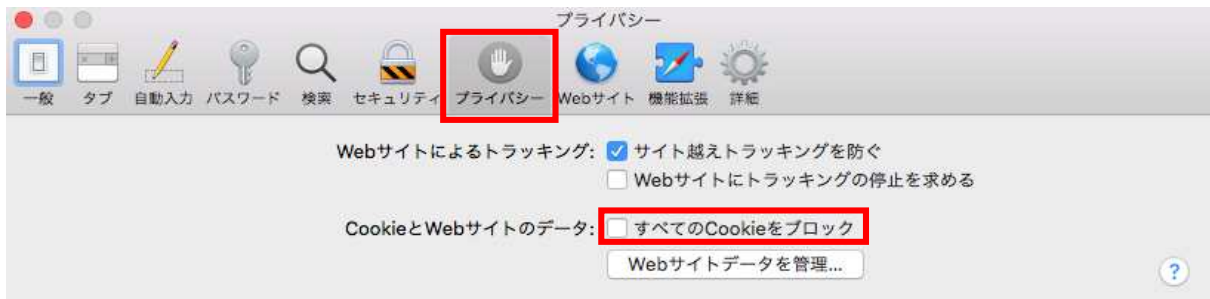 プライバシー
一般 タブ 自動入力 パスワード 検索 セキュリティ プライバシー Webサイト 機能拡張 詳細
Webサイトによるトラッキング: サイト越えトラッキングを防ぐ
Webサイトにトラッキングの停止を求める
CookieとWebサイトのデータ: すべてのCookieをブロック
Webサイトデータを管理...
?